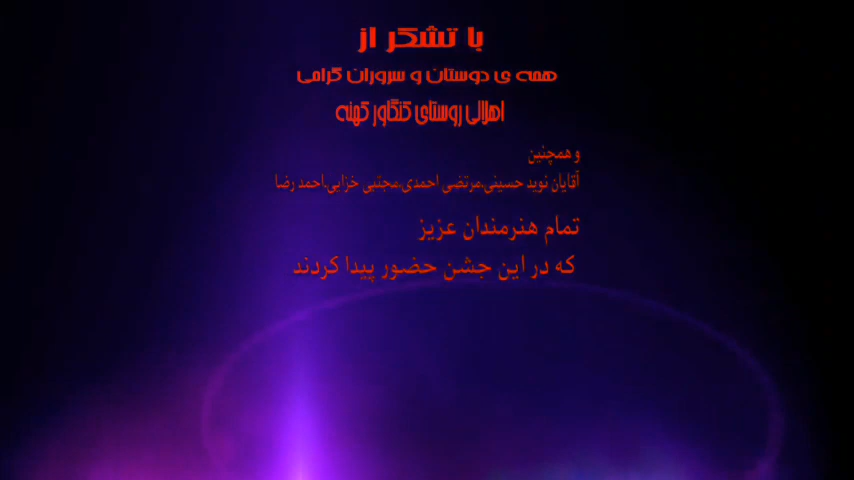 با تشکر از
همه ی دوستان و سروران گرامی
اهلالی روستای کنگاور کهنه
و همچنین
آقایان نوید حسینی،مرتضی احمدی،مجتبی خزایی،احمد رضا
تمام هنرمندان عزیز
که در این جشن حضور پیدا کردند